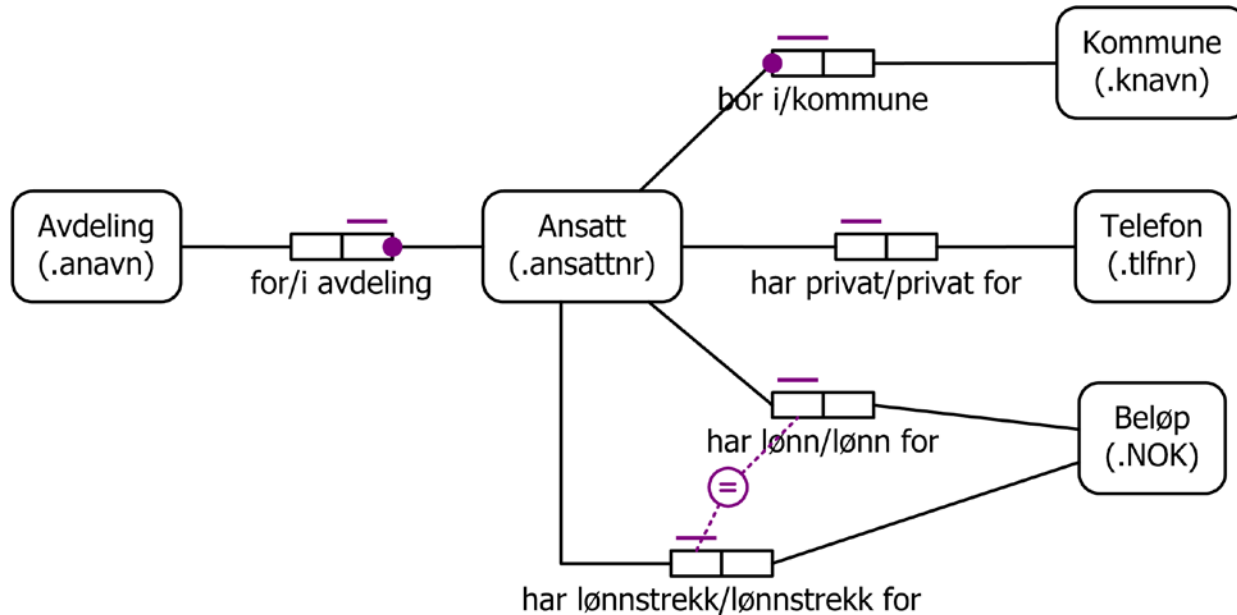 Kommune
(.knavn)
bor i/kommune
Avdeling
(.anavn)
for/i avdeling
Ansatt
(.ansattnr)
har privat/privat for
Telefon
(.tlfnr)
har lønn/lønn for
Beløp
(.NOK)
=
har lønnstrekk/lønnstrekk for